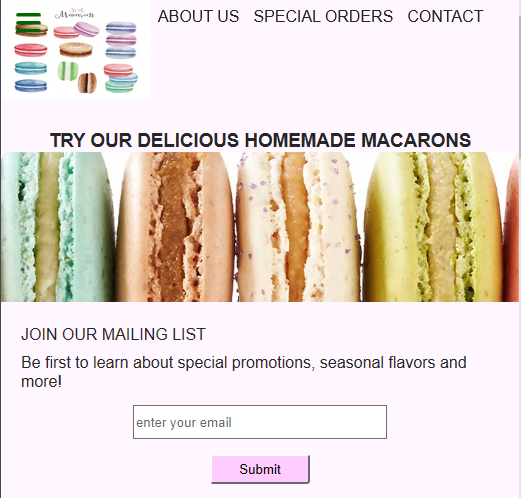 Sweet
Macarons
ABOUT US SPECIAL ORDERS CONTACT
TRY OUR DELICIOUS HOMEMADE MACARONS
JOIN OUR MAILING LIST
Be first to learn about special promotions, seasonal flavors and
more!
enter your email
Submit